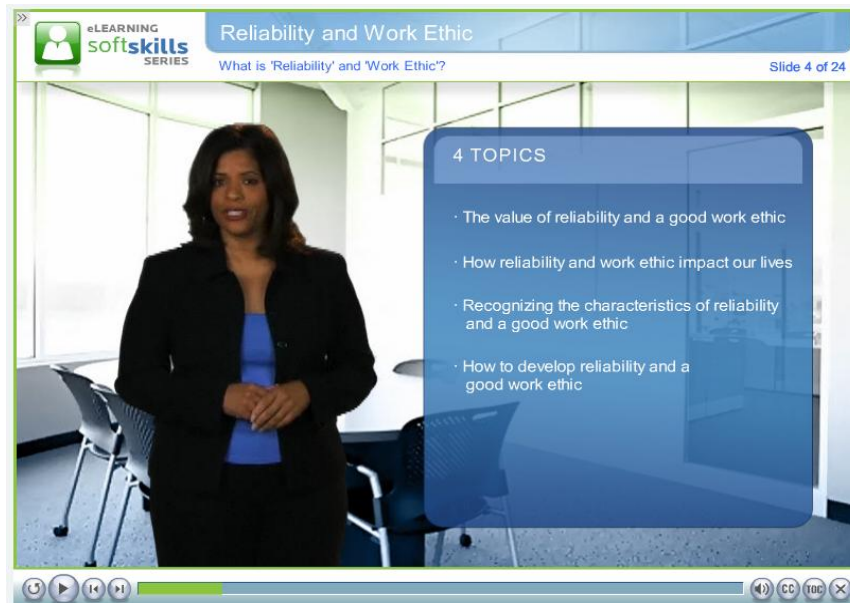 eLEARNING
softskills
SERIES
Reliability and Work Ethic
What is 'Reliability' and 'Work Ethic'?
Slide 4 of 24
4 TOPICS
· The value of reliability and a good work ethic
· How reliability and work ethic impact our lives
· Recognizing the characteristics of reliability
and a good work ethic
· How to develop reliability and a
good work ethic
CC
TOC